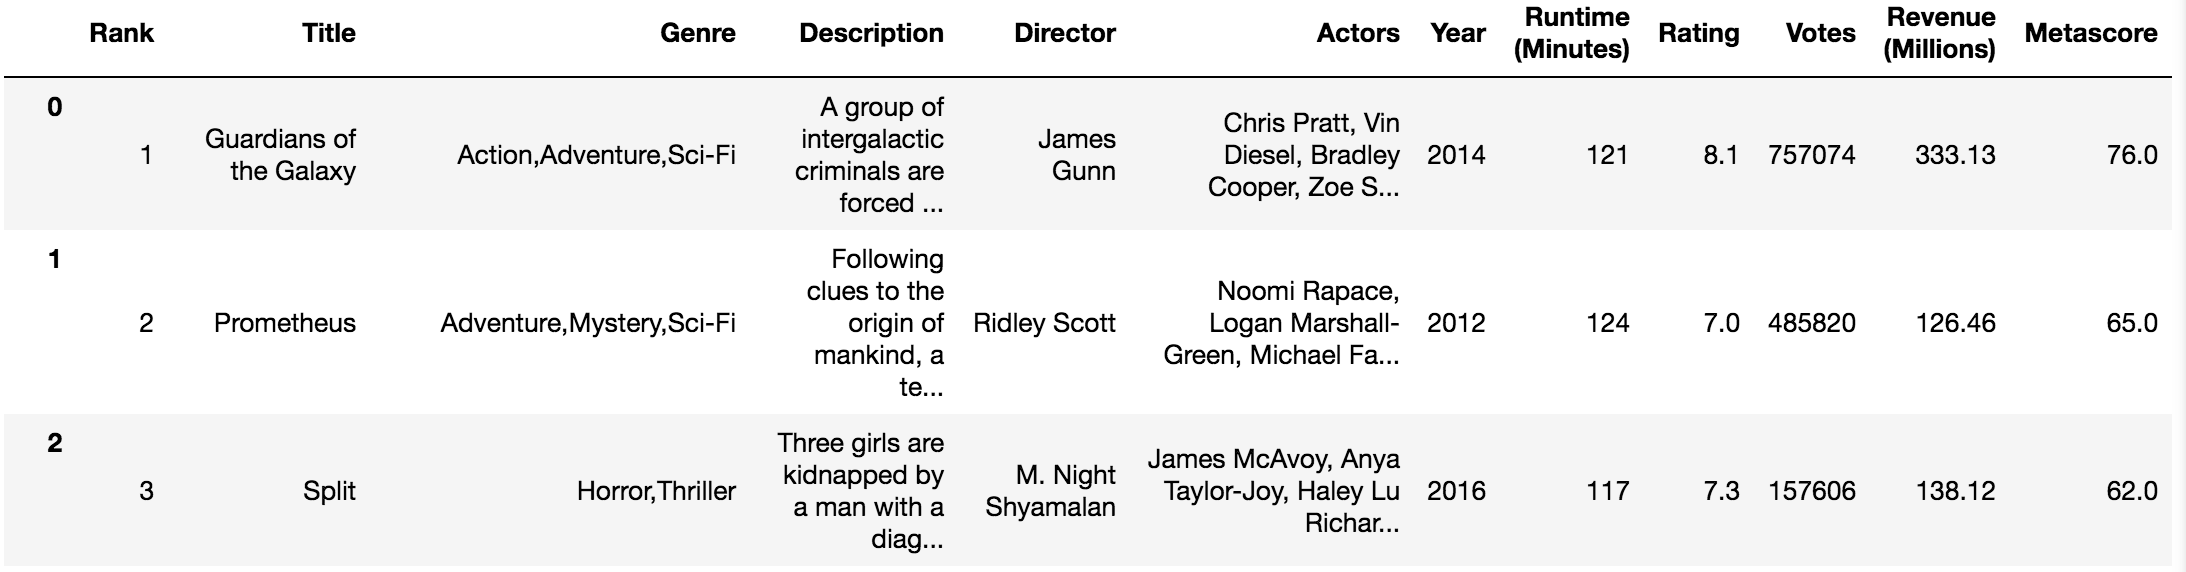 Rank Title Genre Description Director Actors Year Runtime (Minutes) Rating Votes Revenue (Millions) Metascore
0 1 Guardians of the Galaxy Action,Adventure,Sci-Fi A group of intergalactic criminals are forced ... James Gunn Chris Pratt, Vin Diesel, Bradley Cooper, Zoe S... 2014 121 8.1 757074 333.13 76.0
1 2 Prometheus Adventure,Mystery,Sci-Fi Following clues to the origin of mankind, a te... Ridley Scott Noomi Rapace, Logan Marshall-Green, Michael Fa... 2012 124 7.0 485820 126.46 65.0
2 3 Split Horror,Thriller Three girls are kidnapped by a man with a diag... M. Night Shyamalan James McAvoy, Anya Taylor-Joy, Haley Lu Richar... 2016 117 7.3 157606 138.12 62.0